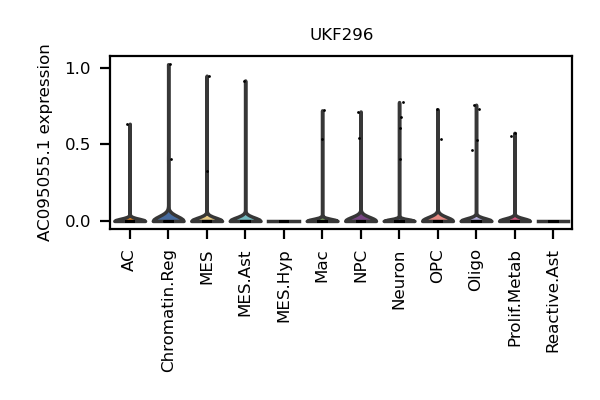 UKF296
AC095055.1 expression
1.0
0.5
0.0
AC
Chromatin.Reg
MES
MES.Ast
MES.Hyp
Mac
NPC
Neuron
OPC
Oligo
Prolif.Metab
Reactive.Ast